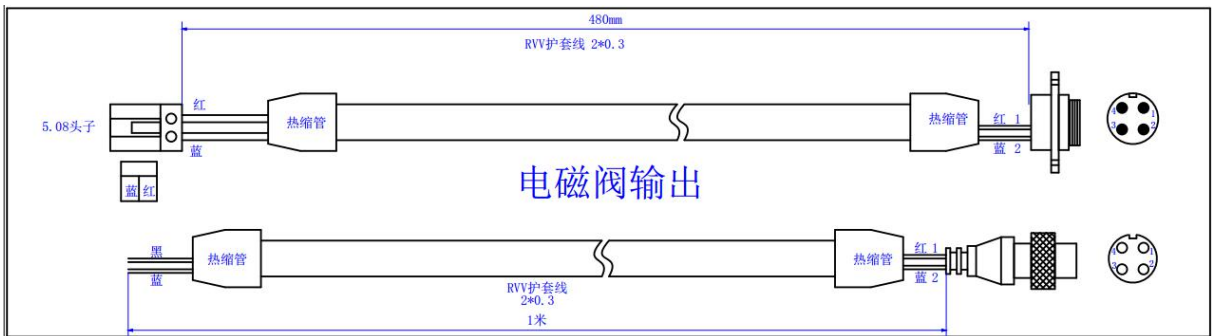 480mm
RVV护套线 2*0.3
5.08头子
红
蓝
热缩管
热缩管
红 1
蓝 2
4 1
3 2
蓝 红
电磁阀输出
黑
蓝
热缩管
热缩管
红 1
蓝 2
4 1
3 2
RVV护套线
2*0.3
1米